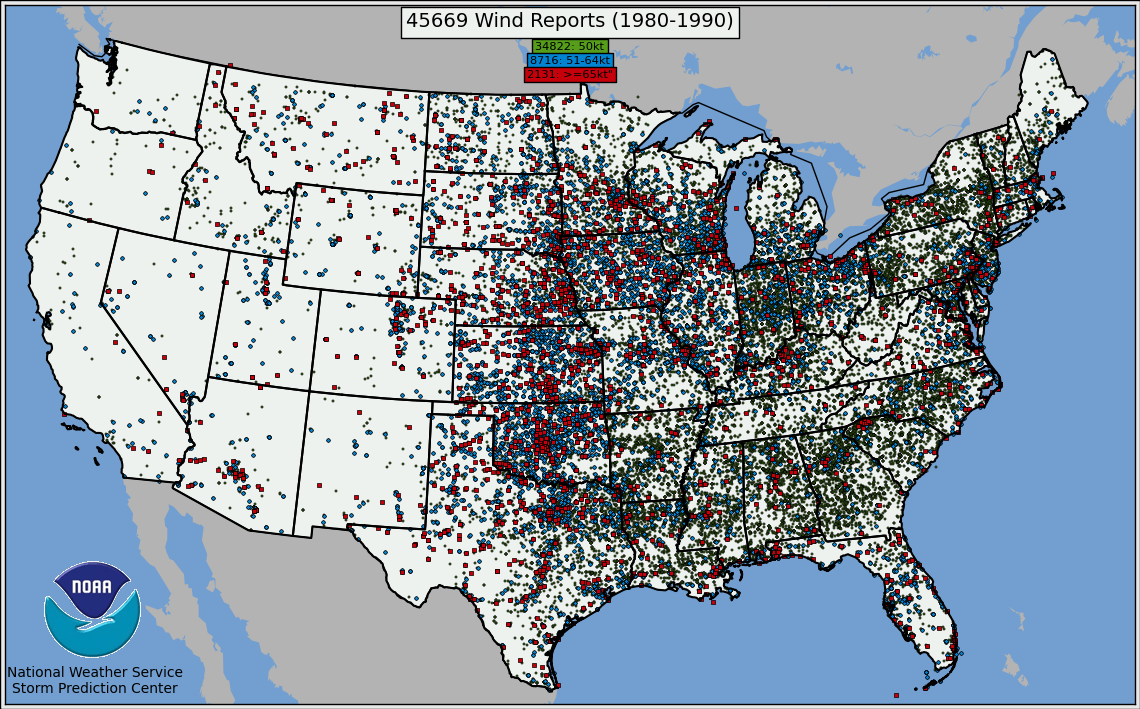 45669 Wind Reports (1980-1990)
34822: 50kt
8716: 51-64kt
2131: >=65kt"
NOAA
National Weather Service
Storm Prediction Center